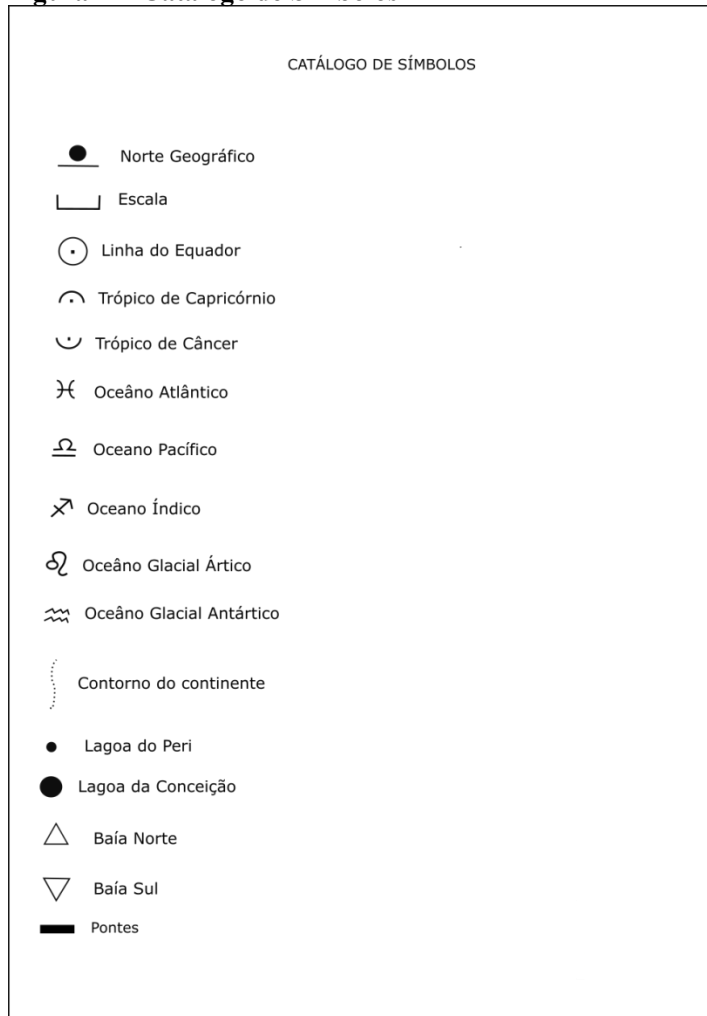 CATÁLOGO DE SÍMBOLOS
Norte Geográfico
Escala
Linha do Equador
Trópico de Capricórnio
Trópico de Câncer
Oceâno Atlântico
Oceano Pacífico
Oceano Índico
Oceâno Glacial Ártico
Oceâno Glacial Antártico
Contorno do continente
Lagoa do Peri
Lagoa da Conceição
Baía Norte
Baía Sul
Pontes